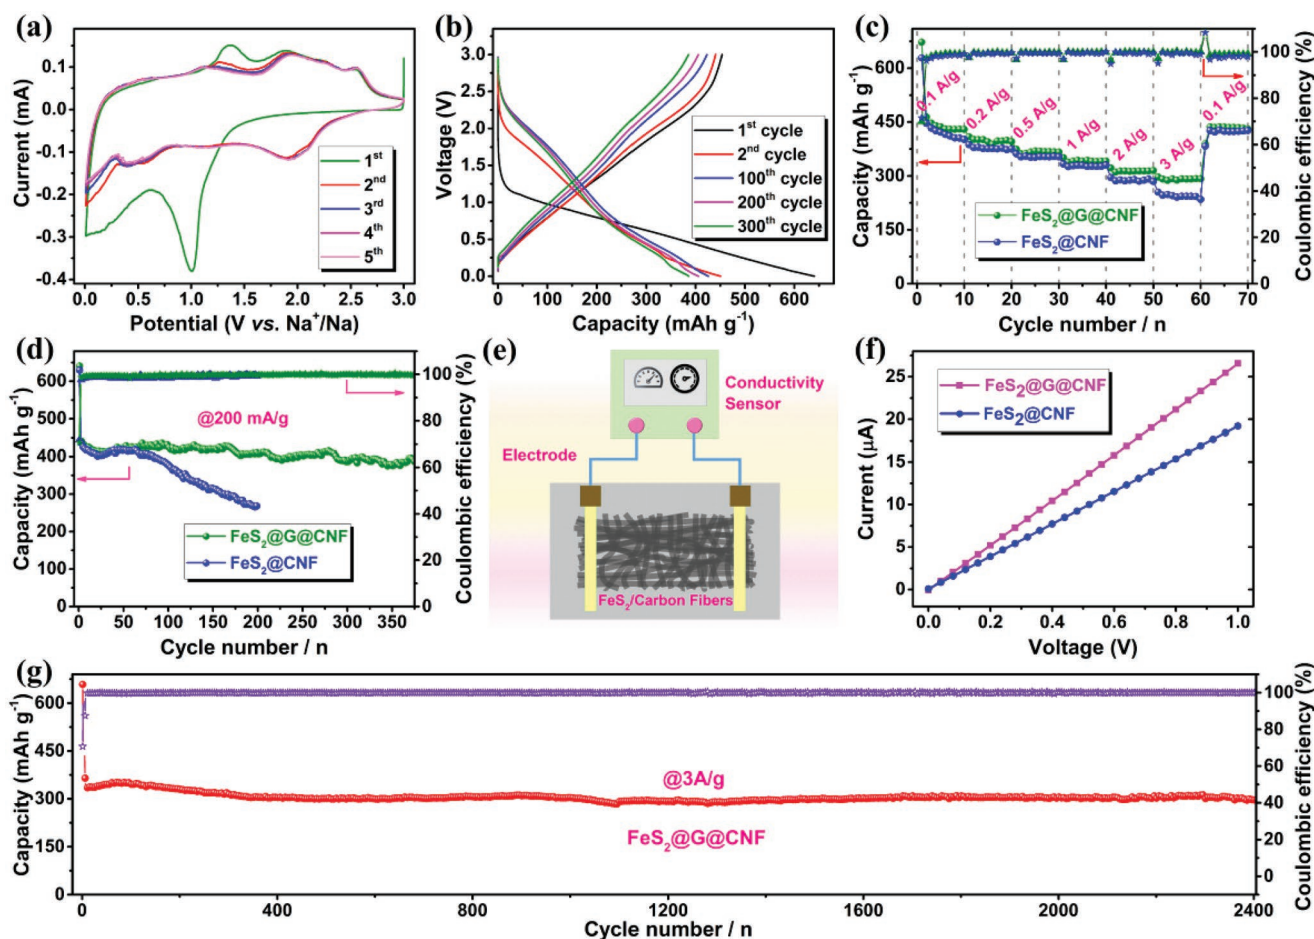 (a)
Current (mA)
0.1
0.0
-0.1
-0.2
-0.3
-0.4
0.0 0.5 1.0 1.5 2.0 2.5 3.0
Potential (V vs. Na⁺/Na)
1st
2nd
3rd
4th
5th
(b)
Voltage (V)
3.0
2.5
2.0
1.5
1.0
0.5
0.0
0 100 200 300 400 500 600
Capacity (mAh g⁻¹)
1st cycle
2nd cycle
100th cycle
200th cycle
300th cycle
(c)
Capacity (mAh g⁻¹)
600
450
300
150
0
0 10 20 30 40 50 60 70
Cycle number / n
0.1 A/g
0.2 A/g
0.5 A/g
1 A/g
2 A/g
3 A/g
0.1 A/g
FeS₂@G@CNF
FeS₂@CNF
100
80
60
40
20
0
Coulombic efficiency (%)
(d)
Capacity (mAh g⁻¹)
600
500
400
300
200
100
0
0 50 100 150 200 250 300 350
Cycle number / n
@200 mA/g
FeS₂@G@CNF
FeS₂@CNF
100
80
60
40
20
0
Coulombic efficiency (%)
(e)
Conductivity
Sensor
Electrode
FeS₂/Carbon Fibers
(f)
Current (μA)
25
20
15
10
5
0
0.0 0.2 0.4 0.6 0.8 1.0
Voltage (V)
FeS₂@G@CNF
FeS₂@CNF
(g)
Capacity (mAh g⁻¹)
600
450
300
150
0
0 400 800 1200 1600 2000 2400
Cycle number / n
@3A/g
FeS₂@G@CNF
100
80
60
40
20
0
Coulombic efficiency (%)